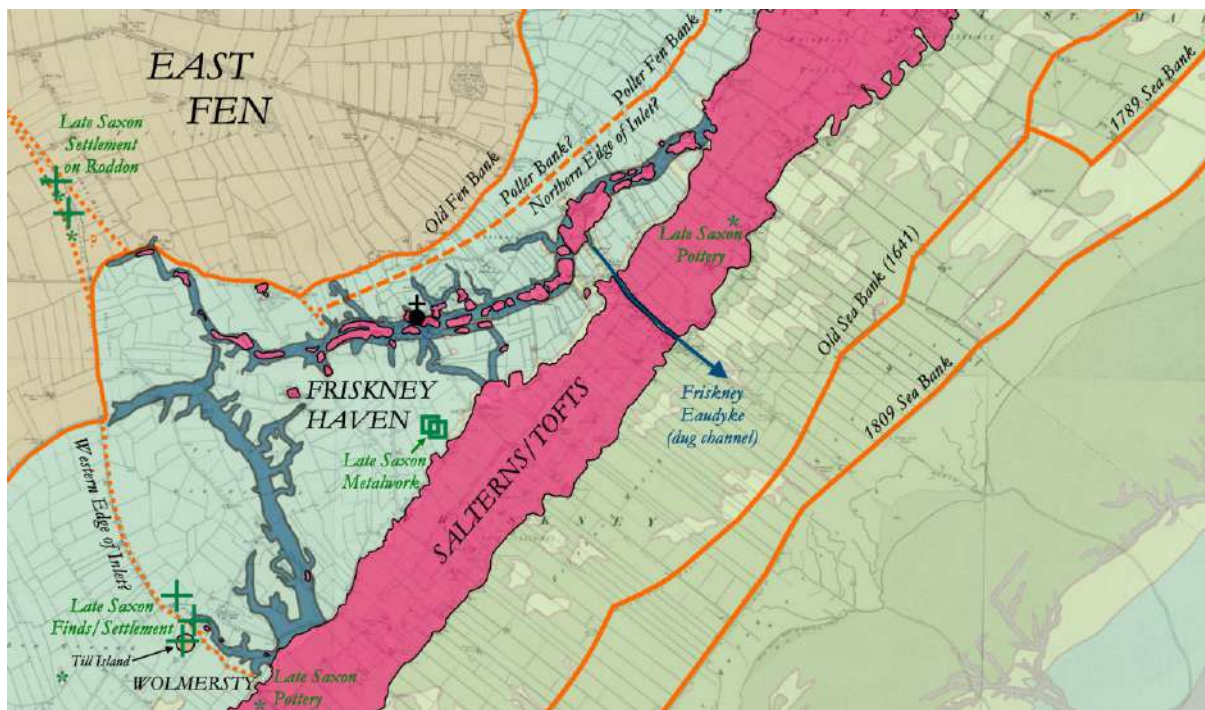 EAST
FEN
Late Saxon
Settlement
on Roddon
Poller Fen Bank
Poller Bank?
Northern Edge of Inlet?
Old Fen Bank
1789 Sea Bank
Late Saxon
Pottery
Old Sea Bank (1641)
1809 Sea Bank
Friskney
Eaudyke
(dug channel)
FRISKNEY
HAVEN
SALTERNS/TOFTS
Late Saxon
Metalwork
Western Edge of Inlet?
Late Saxon
Finds/Settlement
Till Island
WOLMERSTY
Late Saxon
Pottery